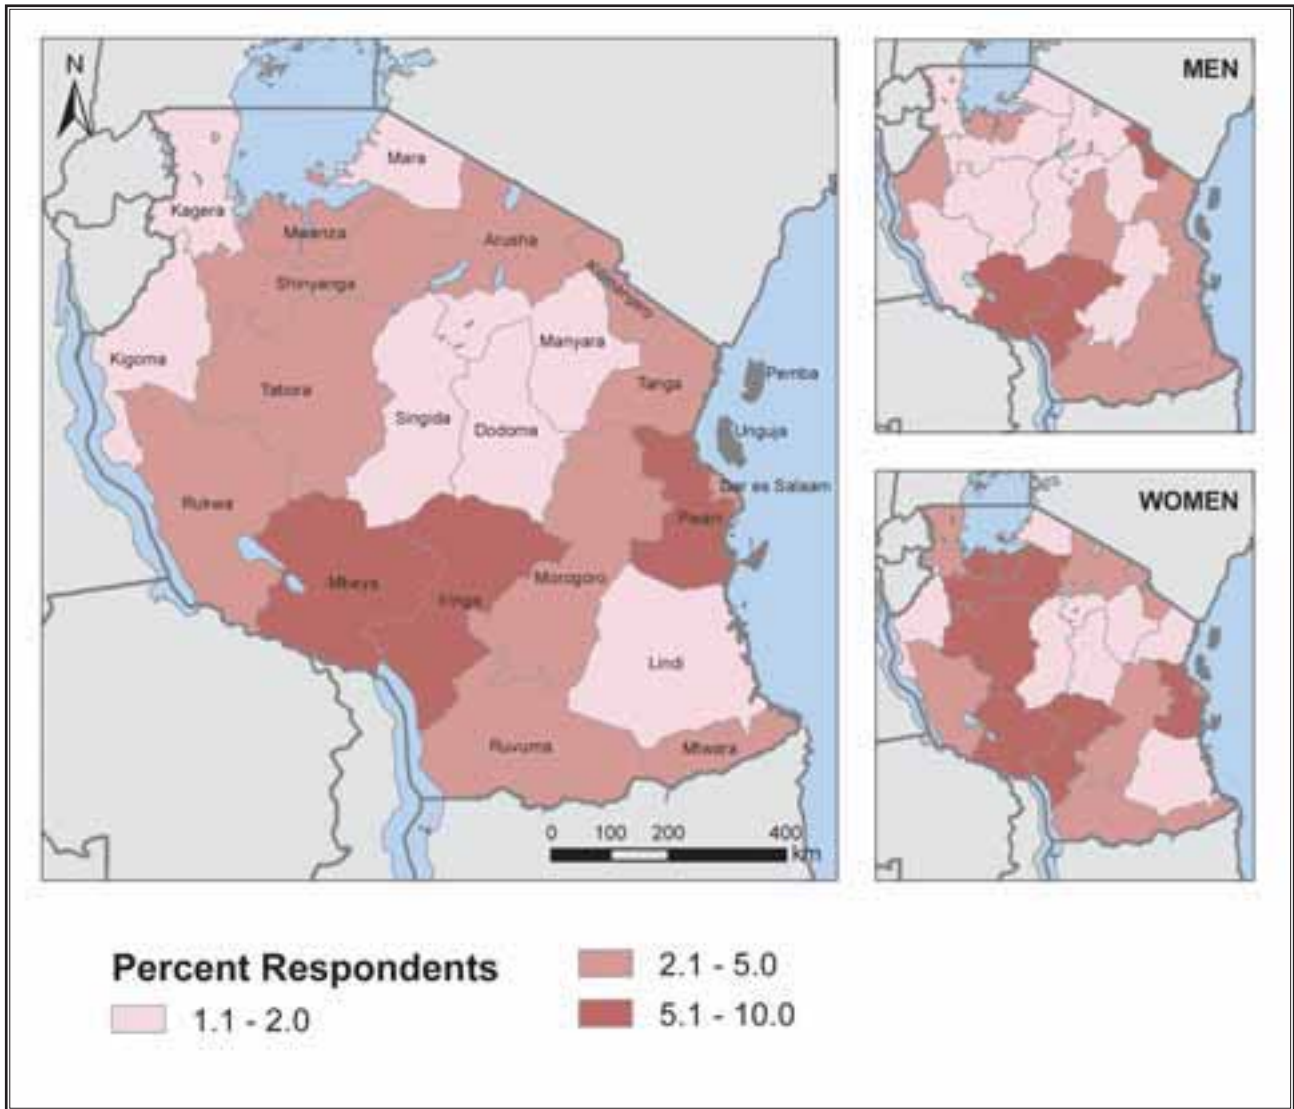 N
Mara
Kagera
Mwanza
Arusha
Shinyanga
Kilimanjaro
Manyara
Kigoma
Tanga
Pemba
Tabora
Singida
Dodoma
Unguja
Dar es Salaam
Rukwa
Pwani
Mbeya
Iringa
Morogoro
Lindi
Ruvuma
Mtwara
0 100 200 400
km
MEN
WOMEN
Percent Respondents
1.1 - 2.0
2.1 - 5.0
5.1 - 10.0